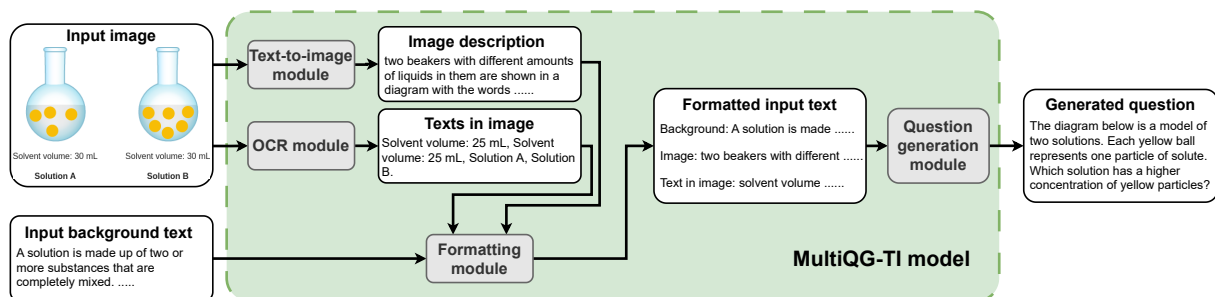 Input image
Solvent volume: 30 mL
Solvent volume: 30 mL
Solution A
Solution B
Input background text
A solution is made up of two or
more substances that are
completely mixed. .....
Text-to-image
module
OCR module
Image description
two beakers with different amounts
of liquids in them are shown in a
diagram with the words ......
Texts in image
Solvent volume: 25 mL, Solvent
volume: 25 mL, Solution A, Solution
B.
Formatting
module
Formatted input text
Background: A solution is made ......
Image: two beakers with different ......
Text in image: solvent volume ......
Question
generation
module
MultiQG-TI model
Generated question
The diagram below is a model of
two solutions. Each yellow ball
represents one particle of solute.
Which solution has a higher
concentration of yellow particles?